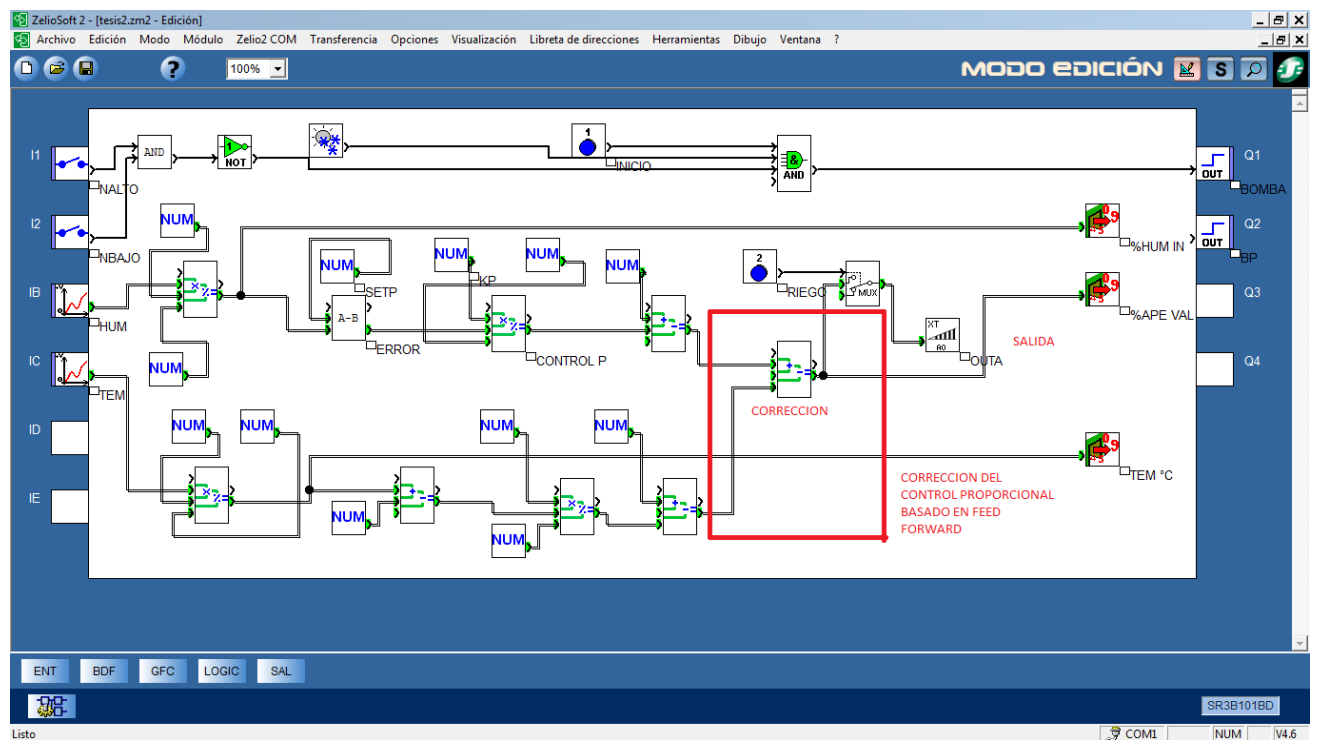 ZelioSoft 2 - [tesis2.zm2 - Edición]
Archivo Edición Modo Módulo Zelio2 COM Transferencia Opciones Visualización Libreta de direcciones Herramientas Dibujo Ventana ?
? 100% MODO EDICIÓN S
I1
AND
NOT
1
INICIO
&
AND
OUT
Q1
NALTO
BOMBA
I2
NUM
%HUM IN
OUT
Q2
NBAJO
BP
NUM
SETP
NUM
KP
NUM
NUM
2
RIEGO
MUX
IB
HUM
A-B
ERROR
CONTROL P
%APE VAL
Q3
XT
A0
OUTA
SALIDA
IC
TEM
NUM
Q4
CORRECCION
ID
NUM
NUM
NUM
NUM
TEM °C
IE
NUM
NUM
CORRECCION DEL
CONTROL PROPORCIONAL
BASADO EN FEED
FORWARD
ENT BDF GFC LOGIC SAL
SR3B101BD
Listo COM1 NUM V4.6